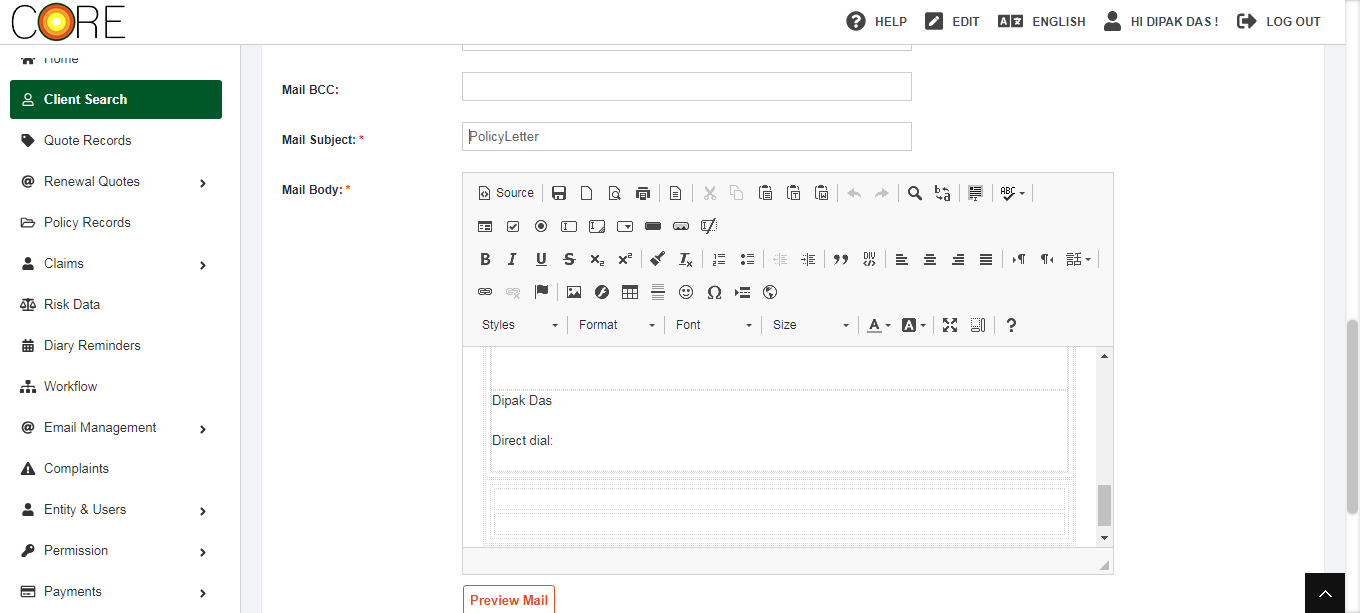 CORE
HELP
EDIT
ENGLISH
HI DIPAK DAS !
LOG OUT
Home
Client Search
Quote Records
Renewal Quotes
Policy Records
Claims
Risk Data
Diary Reminders
Workflow
Email Management
Complaints
Entity & Users
Permission
Payments
Mail BCC:
Mail Subject: *
PolicyLetter
Mail Body: *
Source
Styles
Format
Font
Size
Dipak Das
Direct dial:
Preview Mail